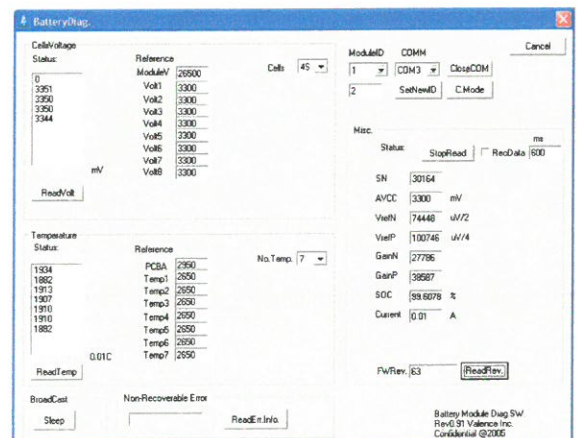 BatteryDiag.
CellsVoltage
Status:
0
3351
3350
3350
3344
mV
ReadVolt
Reference
ModuleV 26500
Volt1 3300
Volt2 3300
Volt3 3300
Volt4 3300
Volt5 3300
Volt6 3300
Volt7 3300
Volt8 3300
Cells 4S
ModuleID COMM
1 COM3 CloseCOM
2 SetNewID C.Mode
Cancel
Temperature
Status:
1934
1882
1913
1907
1910
1910
1882
0.01C
ReadTemp
Reference
PCBA 2950
Temp1 2650
Temp2 2650
Temp3 2650
Temp4 2650
Temp5 2650
Temp6 2650
Temp7 2650
No.Temp. 7
Misc.
Status: StopRead RecData 600
ms
SN 30164
AVCC 3300 mV
VrefN 74448 uV/2
VrefP 100746 uV/4
GainN 27786
GainP 38587
SOC 99.6078 %
Current 0.01 A
FWRev. 63 ReadRev.
BroadCast
Sleep
Non-Recoverable Error
ReadErr.Info.
Battery Module Diag SW
Rev0.91 Valence Inc.
Confidential @2005